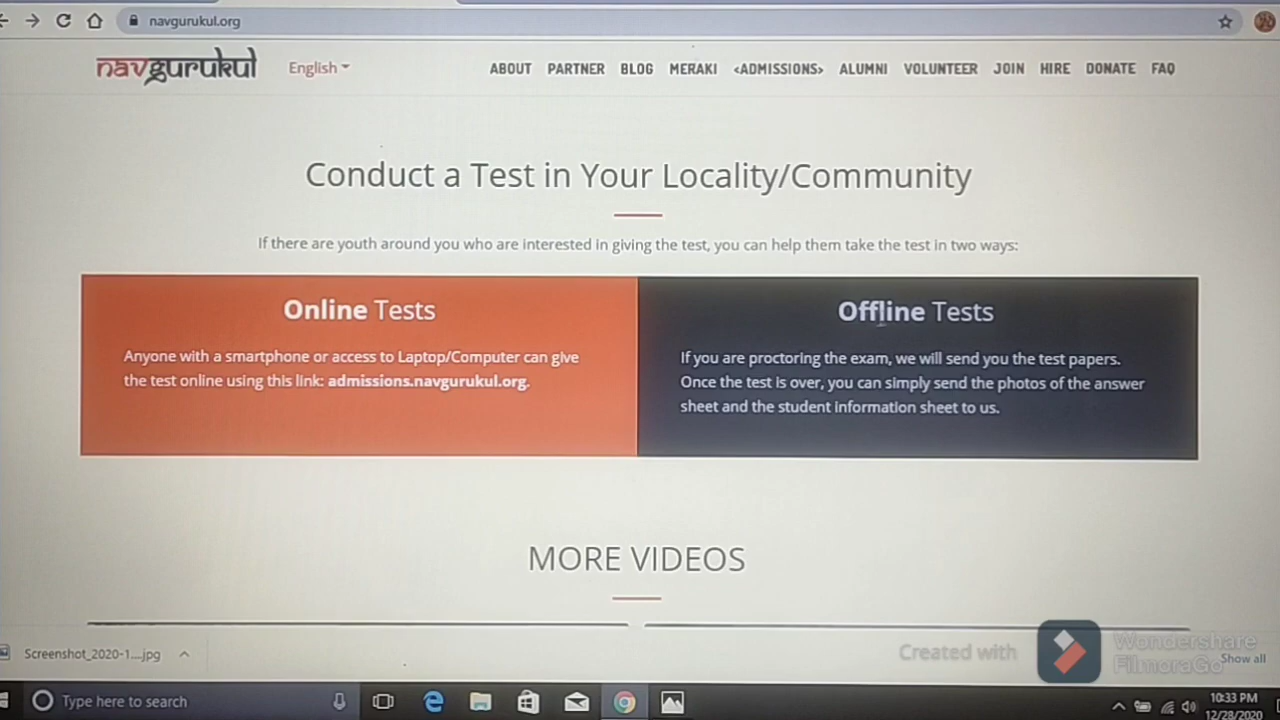 navgurukul.org
navgurukul English ABOUT PARTNER BLOG MERAKI <ADMISSIONS> ALUMNI VOLUNTEER JOIN HIRE DONATE FAQ
Conduct a Test in Your Locality/Community
If there are youth around you who are interested in giving the test, you can help them take the test in two ways:
Online Tests
Anyone with a smartphone or access to Laptop/Computer can give
the test online using this link: admissions.navgurukul.org.
Offline Tests
If you are proctoring the exam, we will send you the test papers.
Once the test is over, you can simply send the photos of the answer
sheet and the student information sheet to us.
MORE VIDEOS
Screenshot_2020-1....jpg
Created with
Wondershare
FilmoraGo
Show all
Type here to search
10:33 PM
12/28/2020